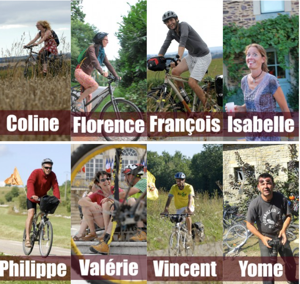 Coline Florence François Isabelle
Philippe Valérie Vincent Yome